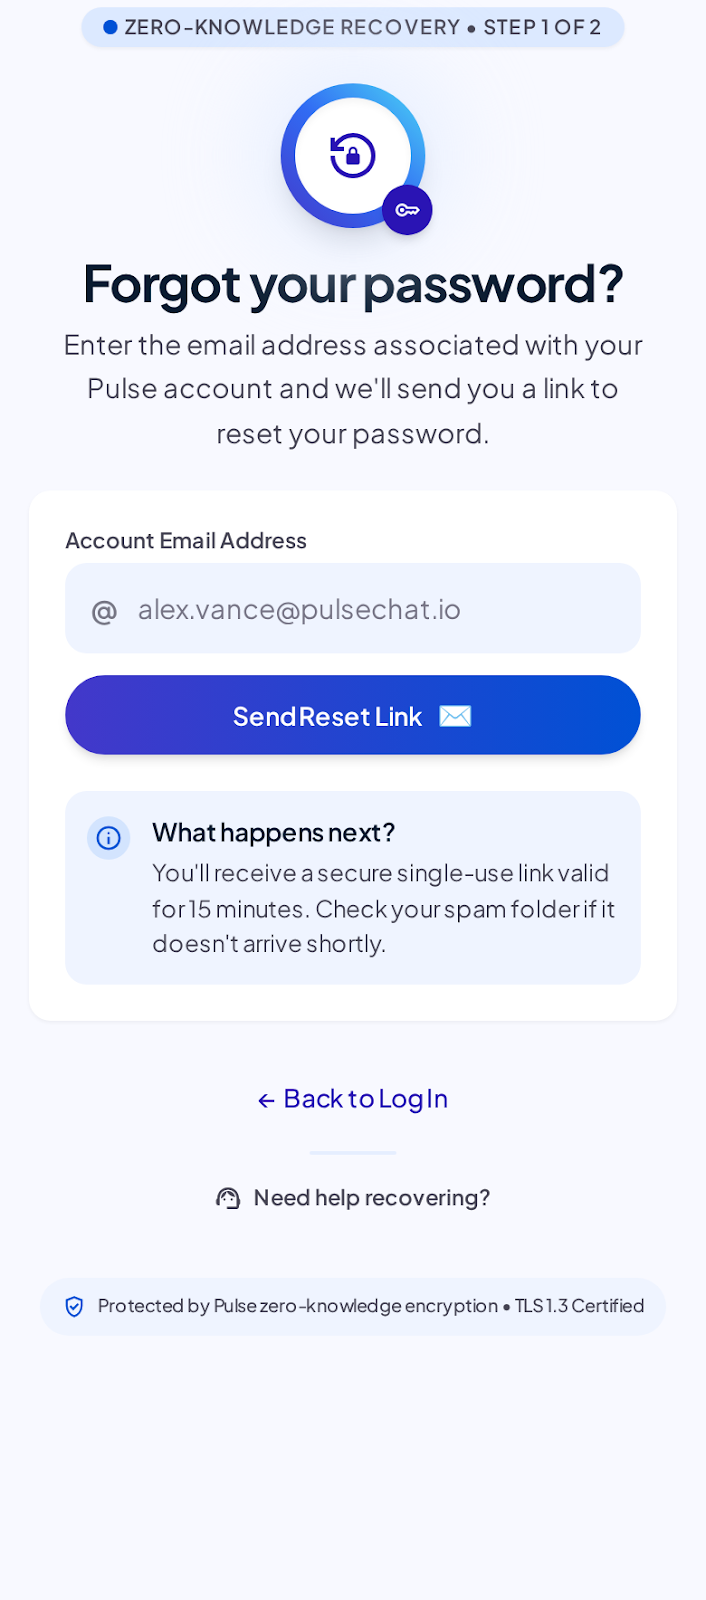 ZERO-KNOWLEDGE RECOVERY • STEP 1 OF 2
Forgot your password?
Enter the email address associated with your
Pulse account and we'll send you a link to
reset your password.
Account Email Address
@ alex.vance@pulsechat.io
Send Reset Link ✉️
What happens next?
You'll receive a secure single-use link valid
for 15 minutes. Check your spam folder if it
doesn't arrive shortly.
← Back to Log In
Need help recovering?
Protected by Pulse zero-knowledge encryption • TLS 1.3 Certified